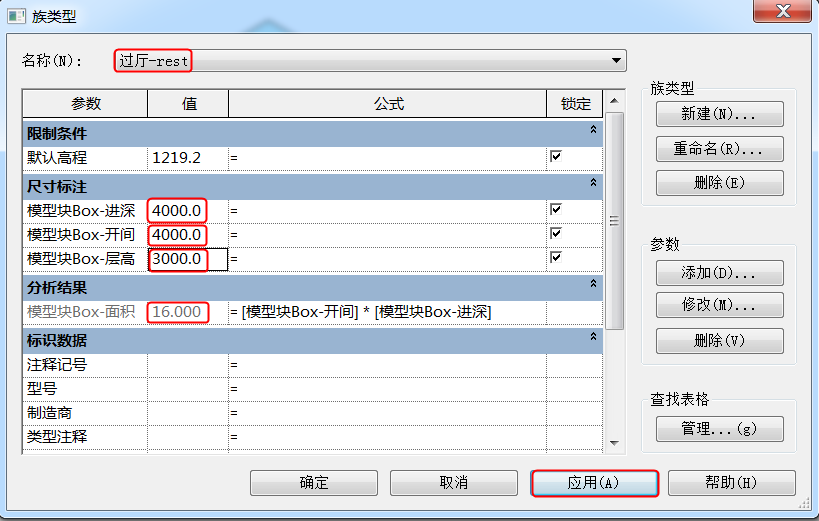 族类型
名称(N): 过厅-rest
参数 值 公式 锁定
限制条件
默认高程 1219.2 =
尺寸标注
模型块Box-进深 4000.0 =
模型块Box-开间 4000.0 =
模型块Box-层高 3000.0 =
分析结果
模型块Box-面积 16.000 = [模型块Box-开间] * [模型块Box-进深]
标识数据
注释记号 =
型号 =
制造商 =
类型注释 =
族类型
新建(N)...
重命名(R)...
删除(E)
参数
添加(D)...
修改(M)...
删除(V)
查找表格
管理...(g)
确定 取消 应用(A) 帮助(H)